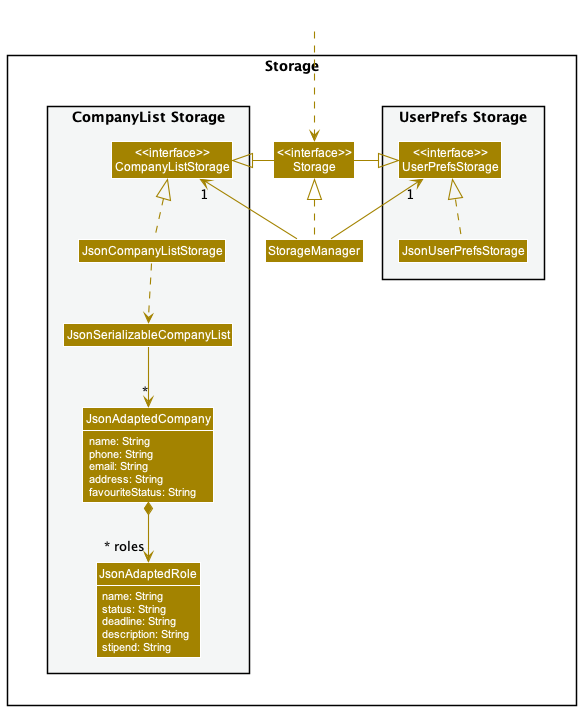 Storage
CompanyList Storage
UserPrefs Storage
<<interface>>
CompanyListStorage
<<interface>>
Storage
<<interface>>
UserPrefsStorage
1
1
JsonCompanyListStorage
StorageManager
JsonUserPrefsStorage
JsonSerializableCompanyList
*
JsonAdaptedCompany
name: String
phone: String
email: String
address: String
favouriteStatus: String
* roles
JsonAdaptedRole
name: String
status: String
deadline: String
description: String
stipend: String